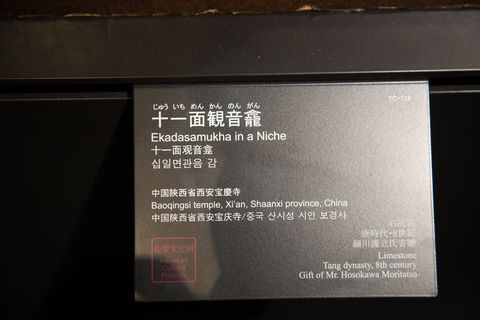 TC-719
じゅう いち めん かん のん がん
十一面観音龕
Ekadasamukha in a Niche
十一面观音龛
십일면관음 감
中国陝西省西安宝慶寺
Baoqingsi temple, Xi'an, Shaanxi province, China
中国陕西省西安宝庆寺/중국 산시성 시안 보경사
重要文化財
Important
Cultural
Property
石灰岩
唐時代・8世紀
細川護立氏寄贈
Limestone
Tang dynasty, 8th century
Gift of Mr. Hosokawa Moritatsu